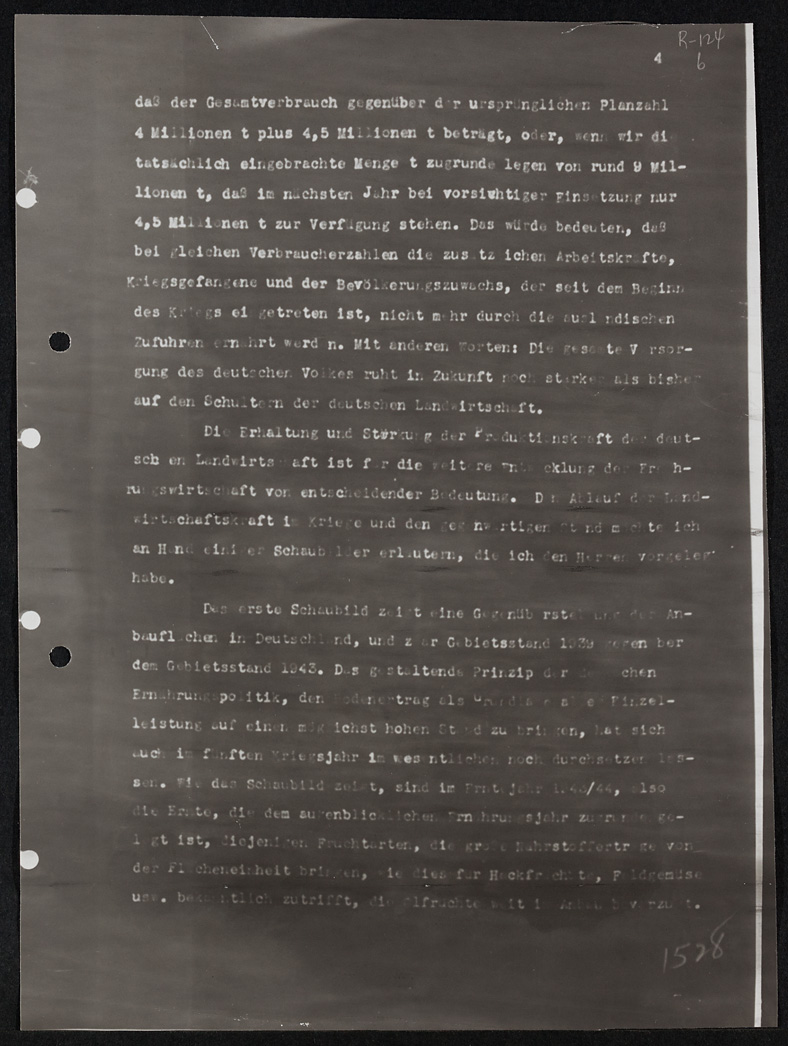 R-124
6
4
daß der Gesamtverbrauch gegenüber der ursprünglichen Planzahl
4 Millionen t plus 4,5 Millionen t beträgt, oder, wenn wir die
tatsächlich eingebrachte Menge t zugrunde legen von rund 9 Mil-
lionen t, daß im nächsten Jahr bei vorsichtiger Einsetzung nur
4,5 Millionen t zur Verfügung stehen. Das würde bedeuten, daß
bei gleichen Verbraucherzahlen die zusätzlichen Arbeitskräfte,
Kriegsgefangene und der Bevölkerungszuwachs, der seit dem Beginn
des Kriegs eingetreten ist, nicht mehr durch die ausländischen
Zufuhren ernährt werden. Mit anderen Worten: Die gesamte Versor-
gung des deutschen Volkes ruht in Zukunft noch stärker als bisher
auf den Schultern der deutschen Landwirtschaft.
Die Erhaltung und Stärkung der Produktionskraft der deut-
schen Landwirtschaft ist für die weitere Entwicklung der Ernäh-
rungswirtschaft von entscheidender Bedeutung. Den Ablauf der Land-
wirtschaftskraft im Kriege und den gegenwärtigen Stand möchte ich
an Hand einiger Schaubilder erläutern, die ich den Herren vorgelegt
habe.
Das erste Schaubild zeigt eine Gegenüberstellung der An-
bauflächen in Deutschland, und zwar Gebietsstand 1939 gegenüber
dem Gebietsstand 1943. Das gestaltende Prinzip der deutschen
Ernährungspolitik, den Bodenertrag als Grundlage aller Einzel-
leistung auf einen möglichst hohen Stand zu bringen, hat sich
auch im fünften Kriegsjahr im wesentlichen noch durchsetzen las-
sen. Wie das Schaubild zeigt, sind im Erntejahr 1943/44, also
die Ernte, die dem augenblicklichen Ernährungsjahr zugrunde ge-
legt ist, diejenigen Fruchtarten, die große Nährstofferträge von
der Flächeneinheit bringen, wie dies für Hackfrüchte, Feldgemüse
usw. bekanntlich zutrifft, die Ölfrüchte weit im Anbau bevorzugt.
1528